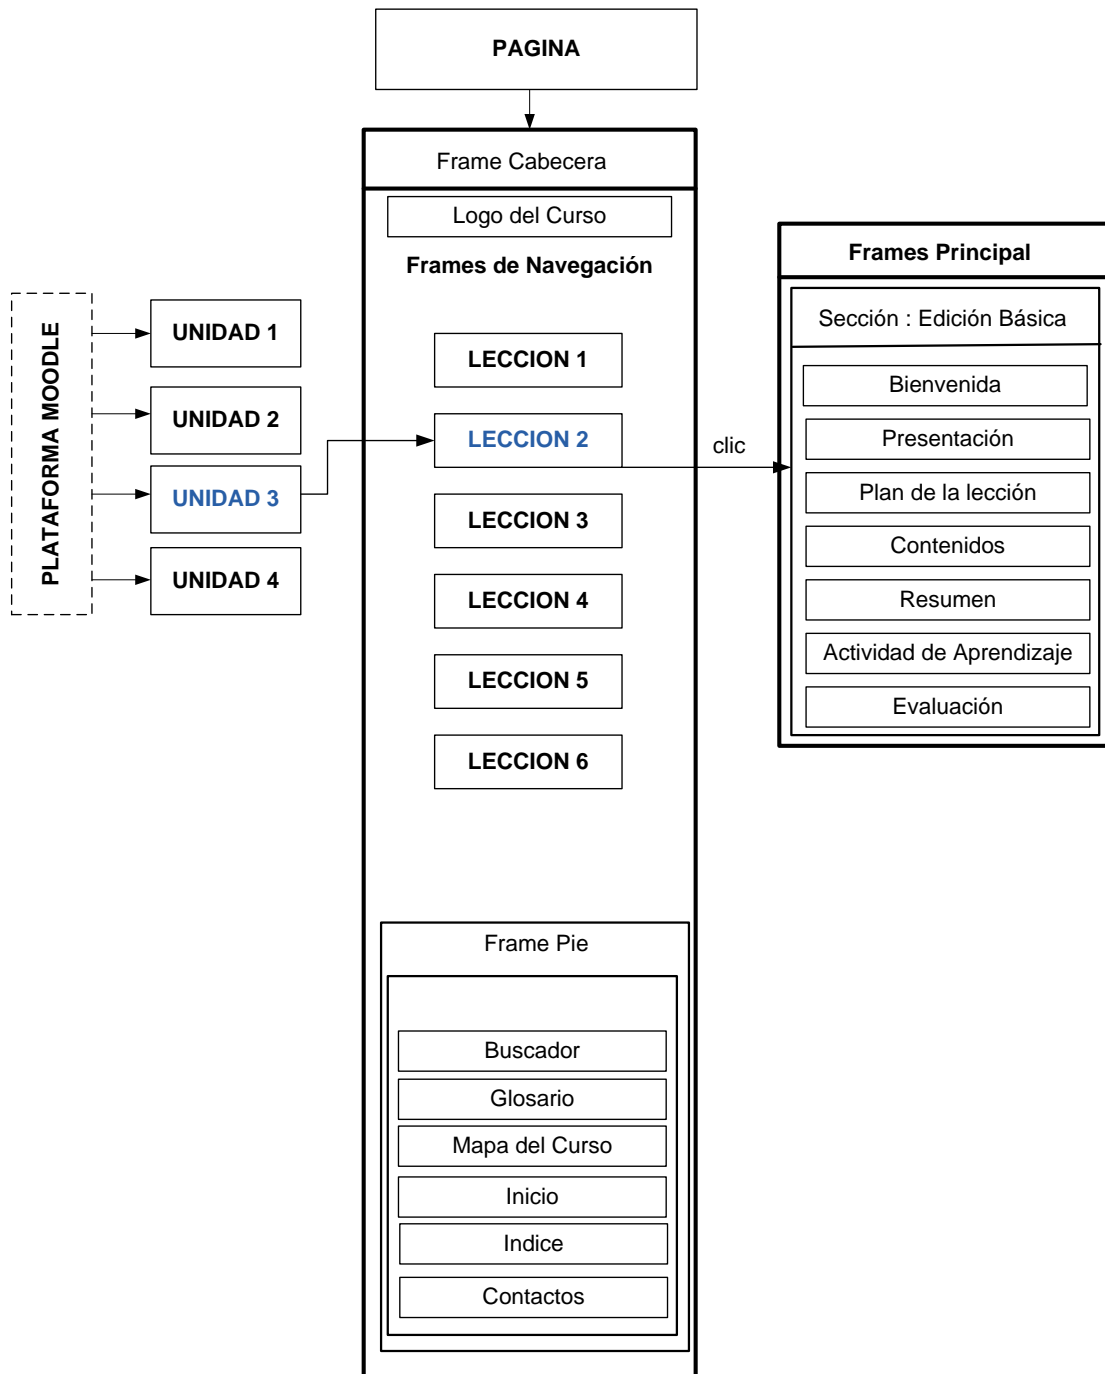 PAGINA
Frame Cabecera
Logo del Curso
Frames de Navegación
PLATAFORMA MOODLE
UNIDAD 1
UNIDAD 2
UNIDAD 3
UNIDAD 4
LECCION 1
LECCION 2
LECCION 3
LECCION 4
LECCION 5
LECCION 6
clic
Frames Principal
Sección : Edición Básica
Bienvenida
Presentación
Plan de la lección
Contenidos
Resumen
Actividad de Aprendizaje
Evaluación
Frame Pie
Buscador
Glosario
Mapa del Curso
Inicio
Indice
Contactos